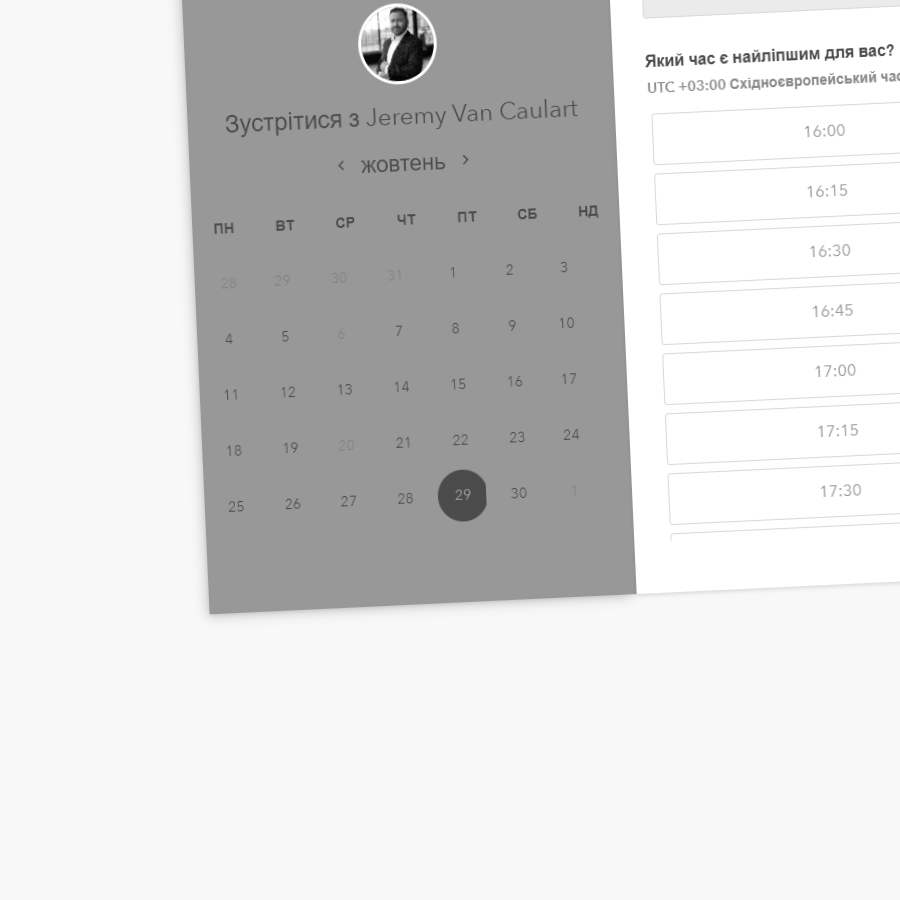 Зустрітися з Jeremy Van Caulart
‹ жовтень ›
ПН ВТ СР ЧТ ПТ СБ НД
28 29 30 31 1 2 3
4 5 6 7 8 9 10
11 12 13 14 15 16 17
18 19 20 21 22 23 24
25 26 27 28 29 30 1
Який час є найліпшим для вас?
UTC +03:00 Східноєвропейський
16:00
16:15
16:30
16:45
17:00
17:15
17:30